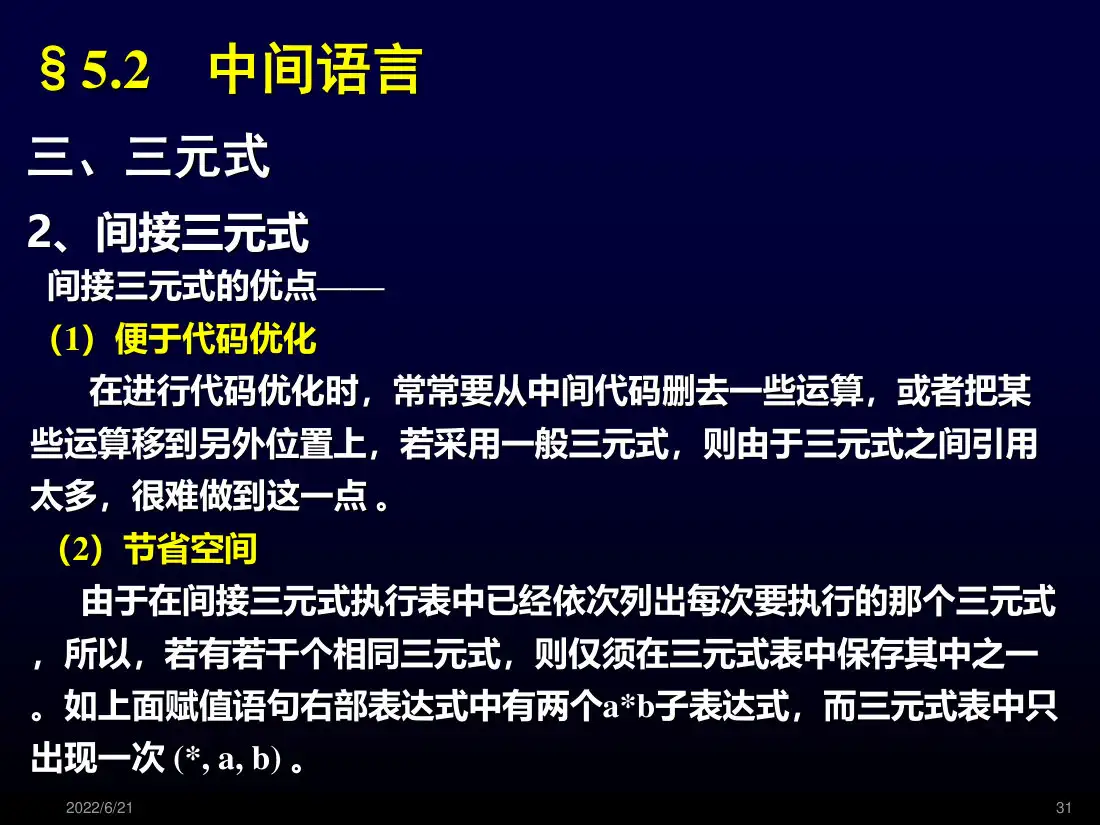 §5.2 中间语言
三、三元式
2、间接三元式
间接三元式的优点——
（1）便于代码优化
在进行代码优化时，常常要从中间代码删去一些运算，或者把某
些运算移到另外位置上，若采用一般三元式，则由于三元式之间引用
太多，很难做到这一点 。
（2）节省空间
由于在间接三元式执行表中已经依次列出每次要执行的那个三元式
，所以，若有若干个相同三元式，则仅须在三元式表中保存其中之一
。如上面赋值语句右部表达式中有两个a*b子表达式，而三元式表中只
出现一次 (*, a, b) 。
2022/6/21
31